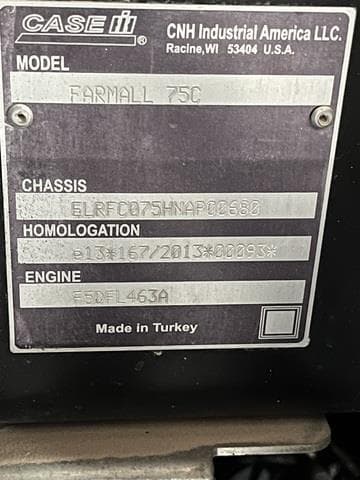 CASE IH ®
CNH Industrial America LLC.
Racine,WI 53404 U.S.A.
MODEL
FARMALL 75C
CHASSIS
ELRFC075HNAP00680
HOMOLOGATION
e13*167/2013*00093*
ENGINE
F5DFL463A
Made in Turkey